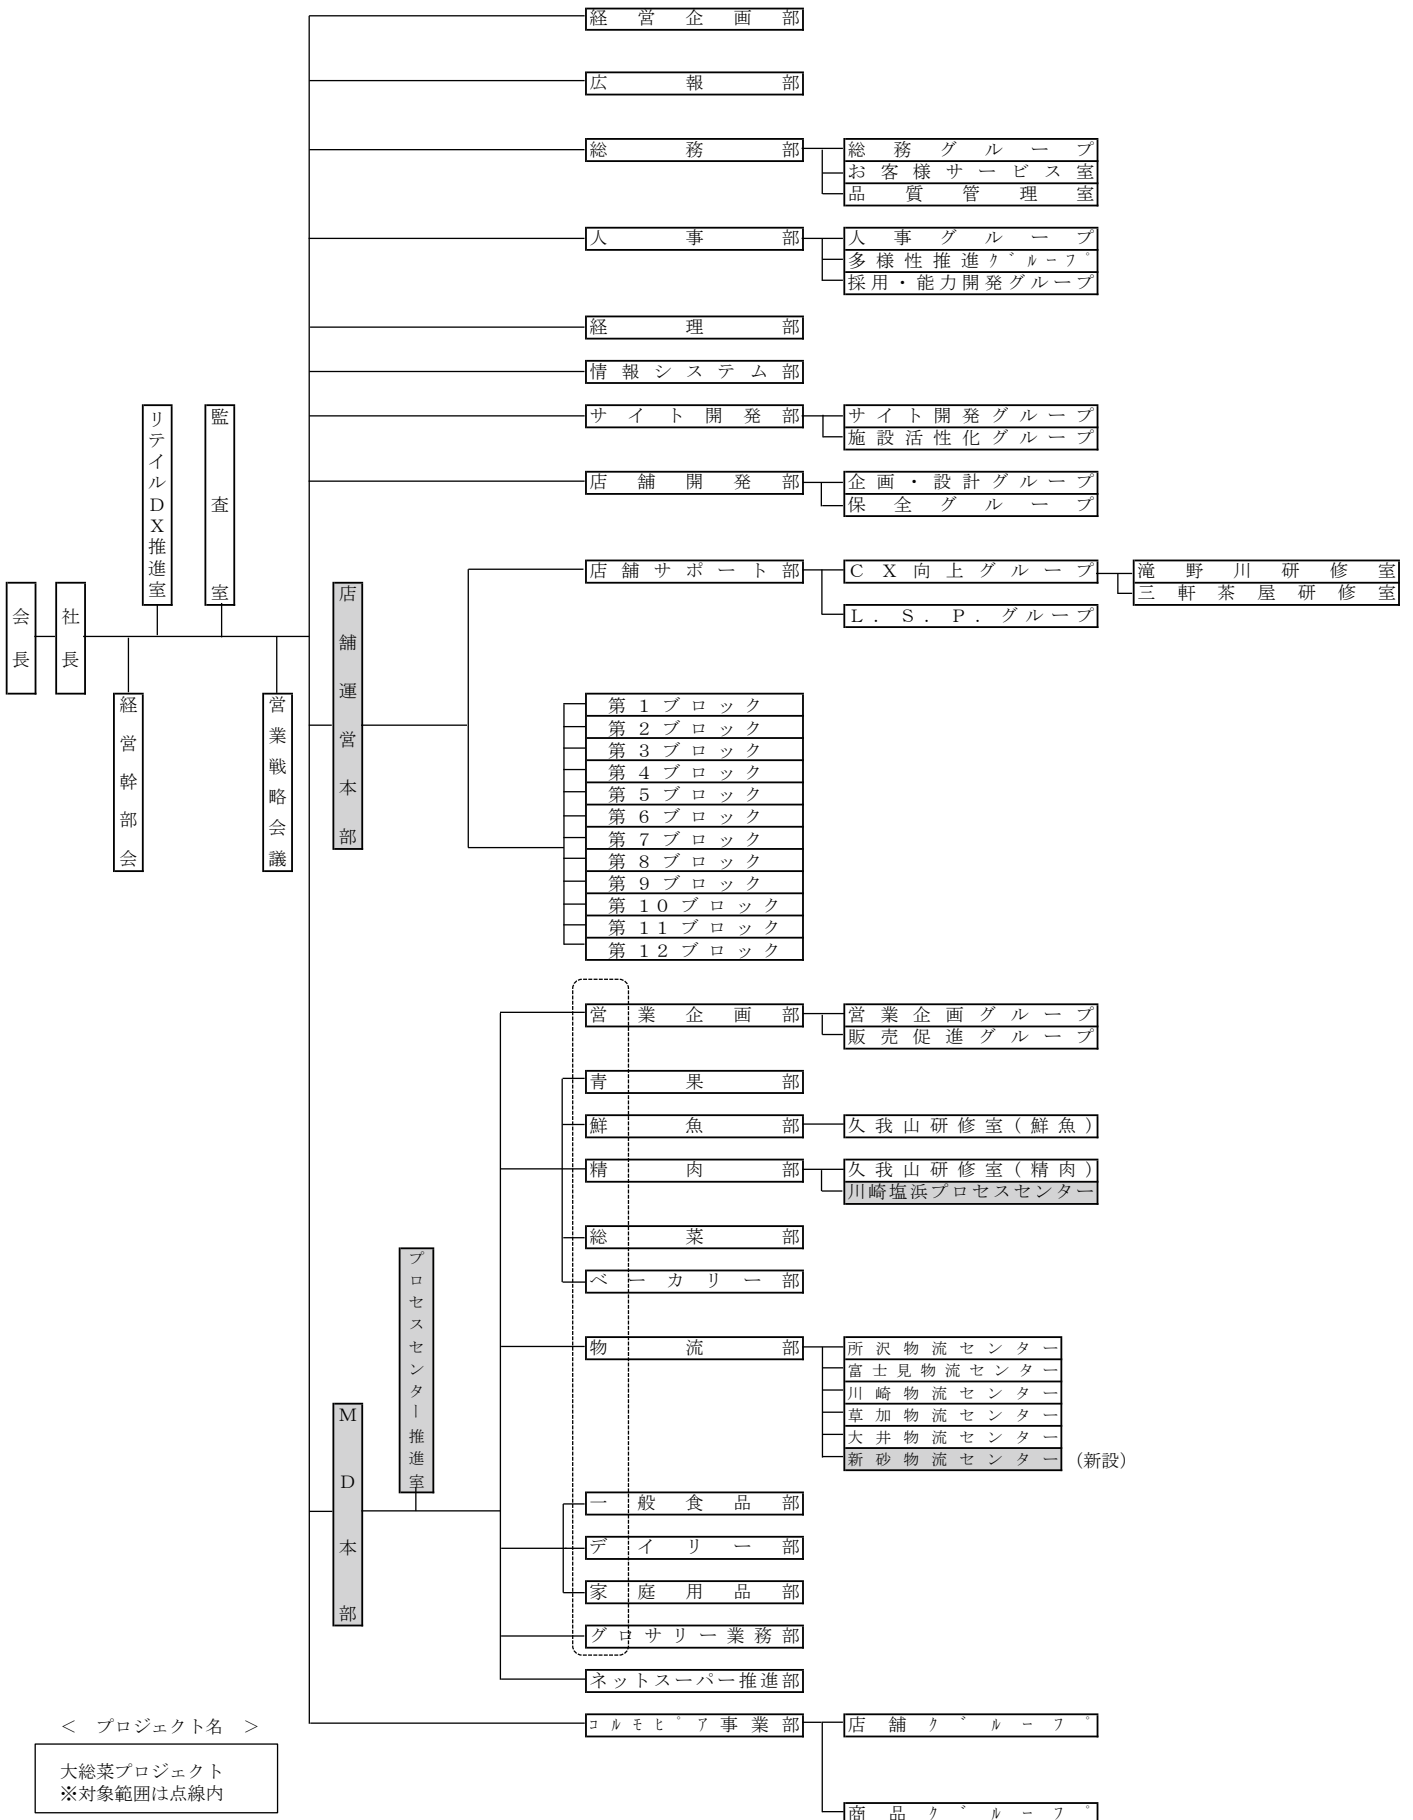 経営企画部
広報部
総務部
総務グループ
お客様サービス室
品質管理室
人事部
人事グループ
多様性推進ｸﾞﾙｰﾌﾟ
採用・能力開発グループ
経理部
情報システム部
サイト開発部
サイト開発グループ
施設活性化グループ
店舗開発部
企画・設計グループ
保全グループ
リテイルDX推進室
監査室
会長
社長
経営幹部会
営業戦略会議
店舗運営本部
店舗サポート部
CX向上グループ
滝野川研修室
三軒茶屋研修室
L.S.P.グループ
第1ブロック
第2ブロック
第3ブロック
第4ブロック
第5ブロック
第6ブロック
第7ブロック
第8ブロック
第9ブロック
第10ブロック
第11ブロック
第12ブロック
MD本部
プロセスセンター推進室
営業企画部
営業企画グループ
販売促進グループ
青果部
鮮魚部
久我山研修室(鮮魚)
精肉部
久我山研修室(精肉)
川崎塩浜プロセスセンター
総菜部
ベーカリー部
物流部
所沢物流センター
富士見物流センター
川崎物流センター
草加物流センター
大井物流センター
新砂物流センター (新設)
一般食品部
デイリー部
家庭用品部
グロサリー業務部
ネットスーパー推進部
ｺﾙﾓﾋﾟｱ事業部
店舗ｸﾞﾙｰﾌﾟ
商品ｸﾞﾙｰﾌﾟ
＜ プロジェクト名 ＞
大総菜プロジェクト
※対象範囲は点線内